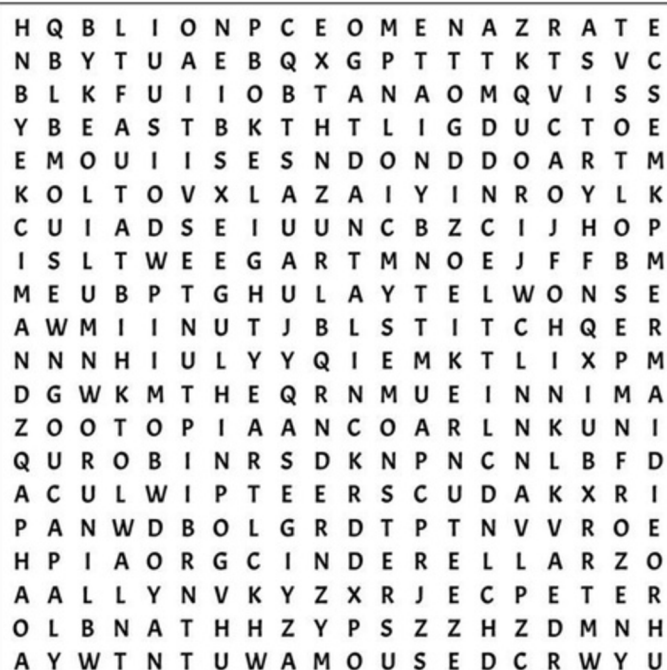 H Q B L I O N P C E O M E N A Z R A T E
N B Y T U A E B Q X G P T T T K T S V C
B L K F U I I O B T A N A O M Q V I S S
Y B E A S T B K T H T L I G D U C T O E
E M O U I I S E S N D O N D D O A R T M
K O L T O V X L A Z A I Y I N R O Y L K
C U I A D S E I U U N C B Z C I J H O P
I S L T W E E G A R T M N O E J F F B M
M E U B P T G H U L A Y T E L W O N S E
A W M I I N U T J B L S T I T C H Q E R
N N N H I U L Y Y Q I E M K T L I X P M
D G W K M T H E Q R N M U E I N N I M A
Z O O T O P I A A N C O A R L N K U N I
Q U R O B I N R S D K N P N C N L B F D
A C U L W I P T E E R S C U D A K X R I
P A N W D B O L G R D T P T N V V R O E
H P I A O R G C I N D E R E L L A R Z O
A A L L Y N V K Y Z X R J E C P E T E R
O L B N A T H H Z Y P S Z Z H Z D M N H
A Y W T N T U W A M O U S E D C R W Y U